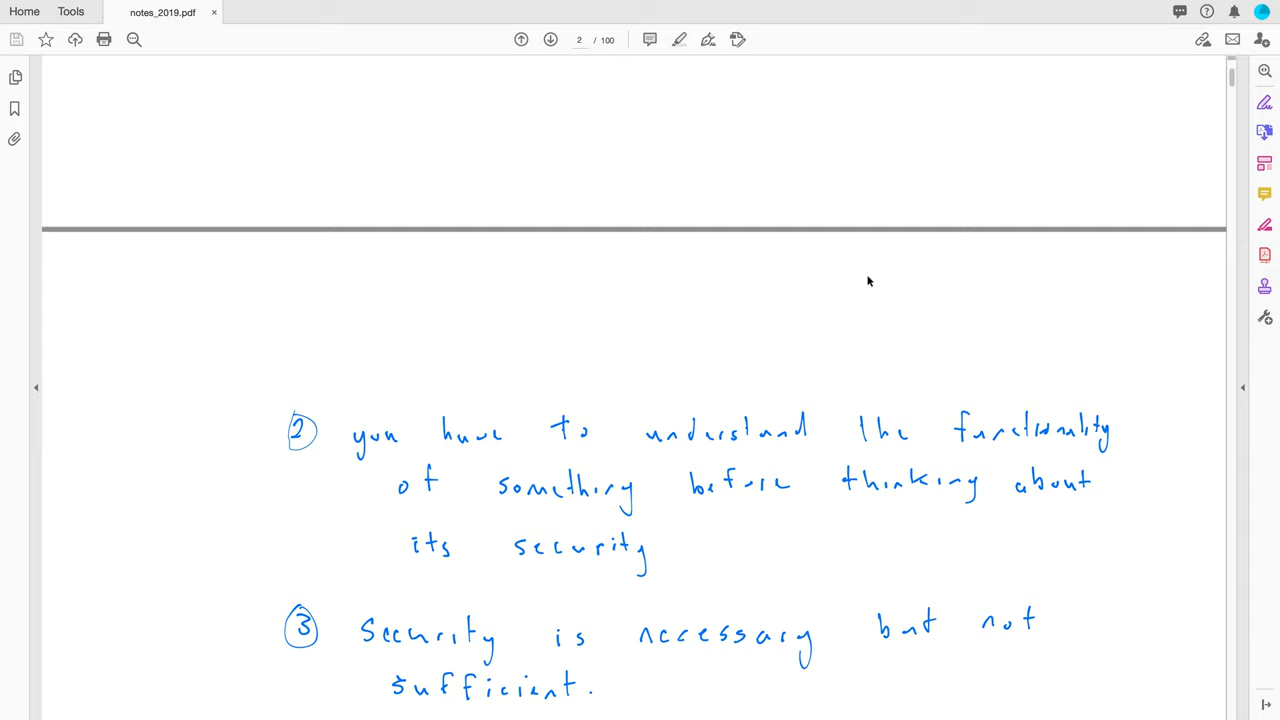 Home Tools notes_2019.pdf ×
2 / 100
② you have to understand the functionality
of something before thinking about
its security
③ Security is necessary but not
sufficient.